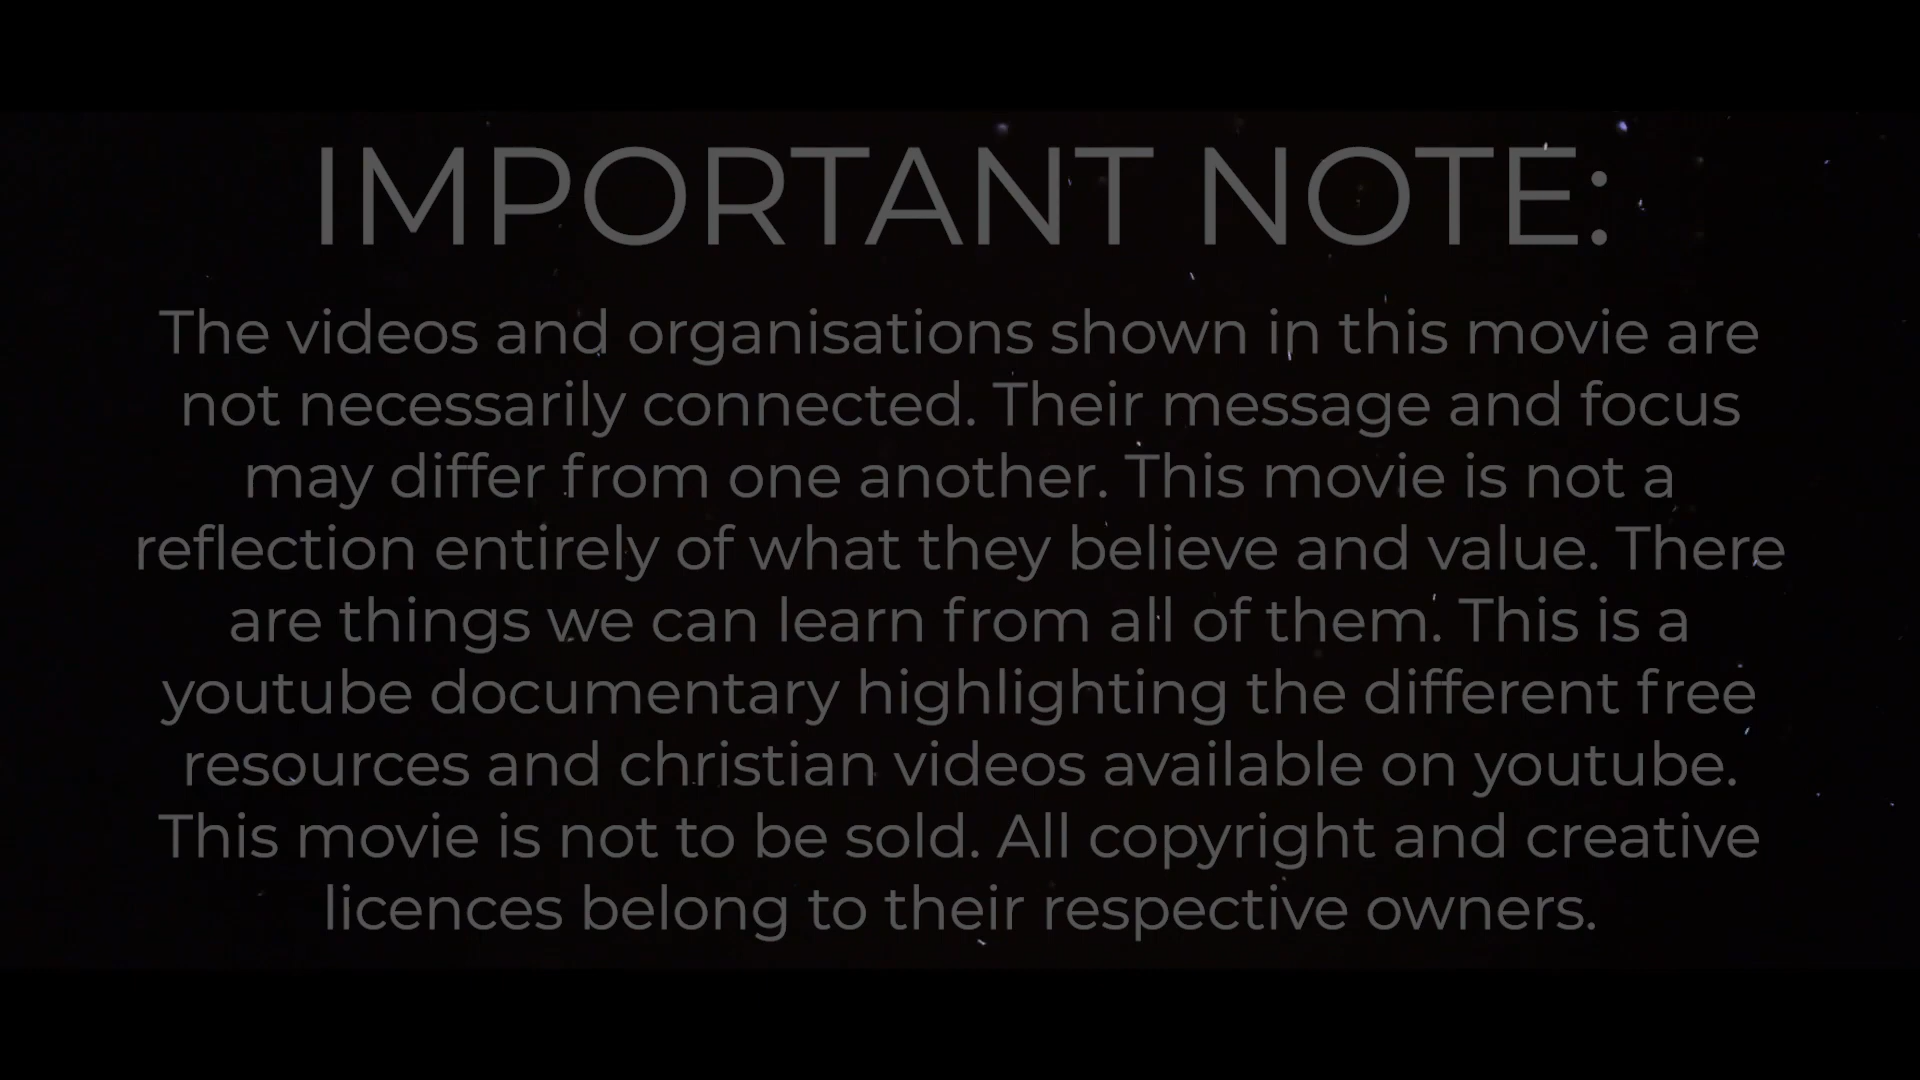 IMPORTANT NOTE:
The videos and organisations shown in this movie are
not necessarily connected. Their message and focus
may differ from one another. This movie is not a
reflection entirely of what they believe and value. There
are things we can learn from all of them. This is a
youtube documentary highlighting the different free
resources and christian videos available on youtube.
This movie is not to be sold. All copyright and creative
licences belong to their respective owners.